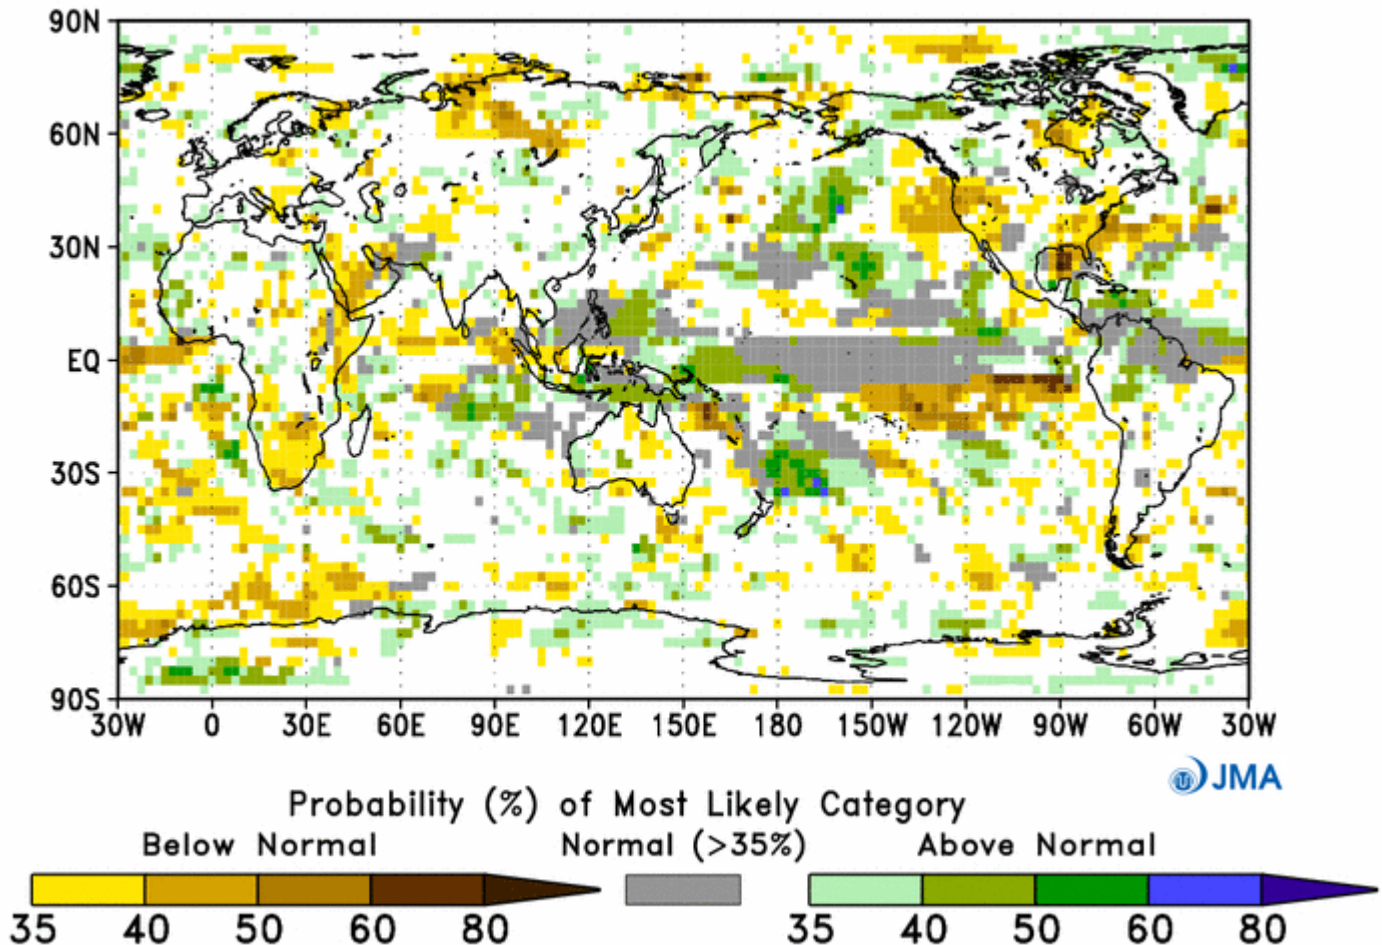 90N
60N
30N
EQ
30S
60S
90S
30W 0 30E 60E 90E 120E 150E 180 150W 120W 90W 60W 30W
JMA
Probability (%) of Most Likely Category
Below Normal Normal (>35%) Above Normal
35 40 50 60 80 35 40 50 60 80